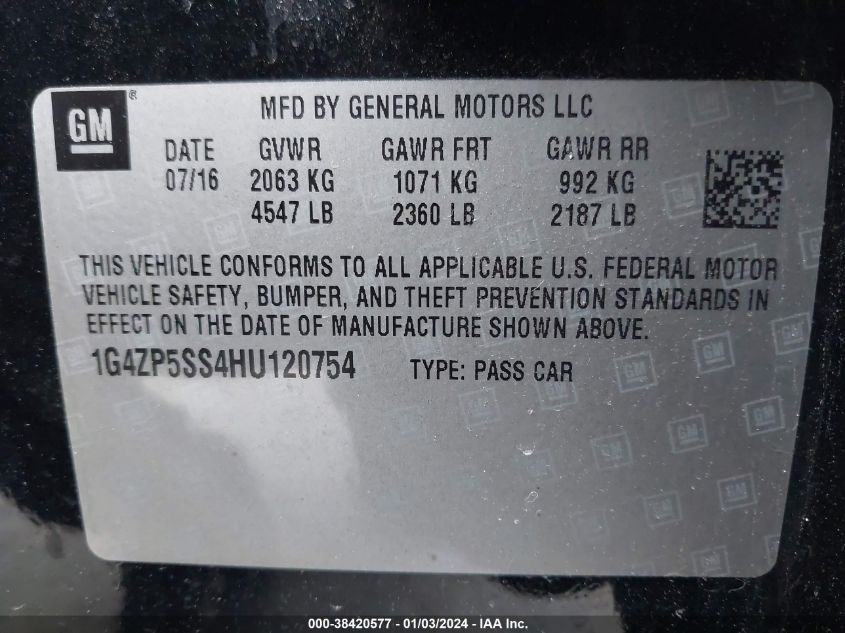 GM ®
MFD BY GENERAL MOTORS LLC
DATE GVWR GAWR FRT GAWR RR
07/16 2063 KG 1071 KG 992 KG
4547 LB 2360 LB 2187 LB
THIS VEHICLE CONFORMS TO ALL APPLICABLE U.S. FEDERAL MOTOR
VEHICLE SAFETY, BUMPER, AND THEFT PREVENTION STANDARDS IN
EFFECT ON THE DATE OF MANUFACTURE SHOWN ABOVE.
1G4ZP5SS4HU120754 TYPE: PASS CAR
000-38420577 - 01/03/2024 - IAA Inc.